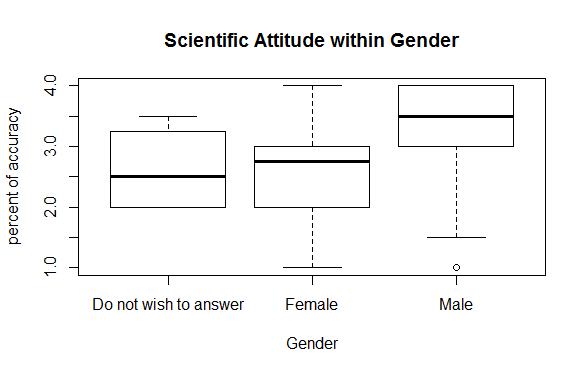 Scientific Attitude within Gender
percent of accuracy
4.0
3.0
2.0
1.0
Do not wish to answer
Female
Male
Gender